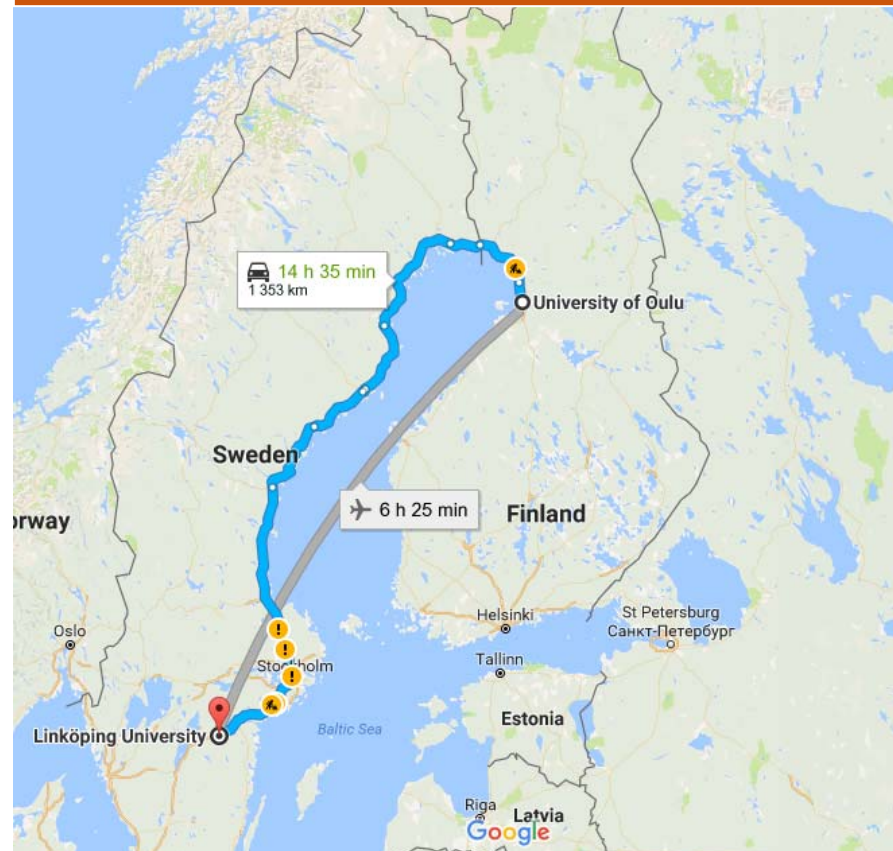 14 h 35 min
1 353 km
University of Oulu
Sweden
6 h 25 min
orway
Finland
Oslo
Helsinki
St Petersburg
Санкт-Петербург
Stockholm
Tallinn
Linköping University
Baltic Sea
Estonia
Riga
Latvia
Google